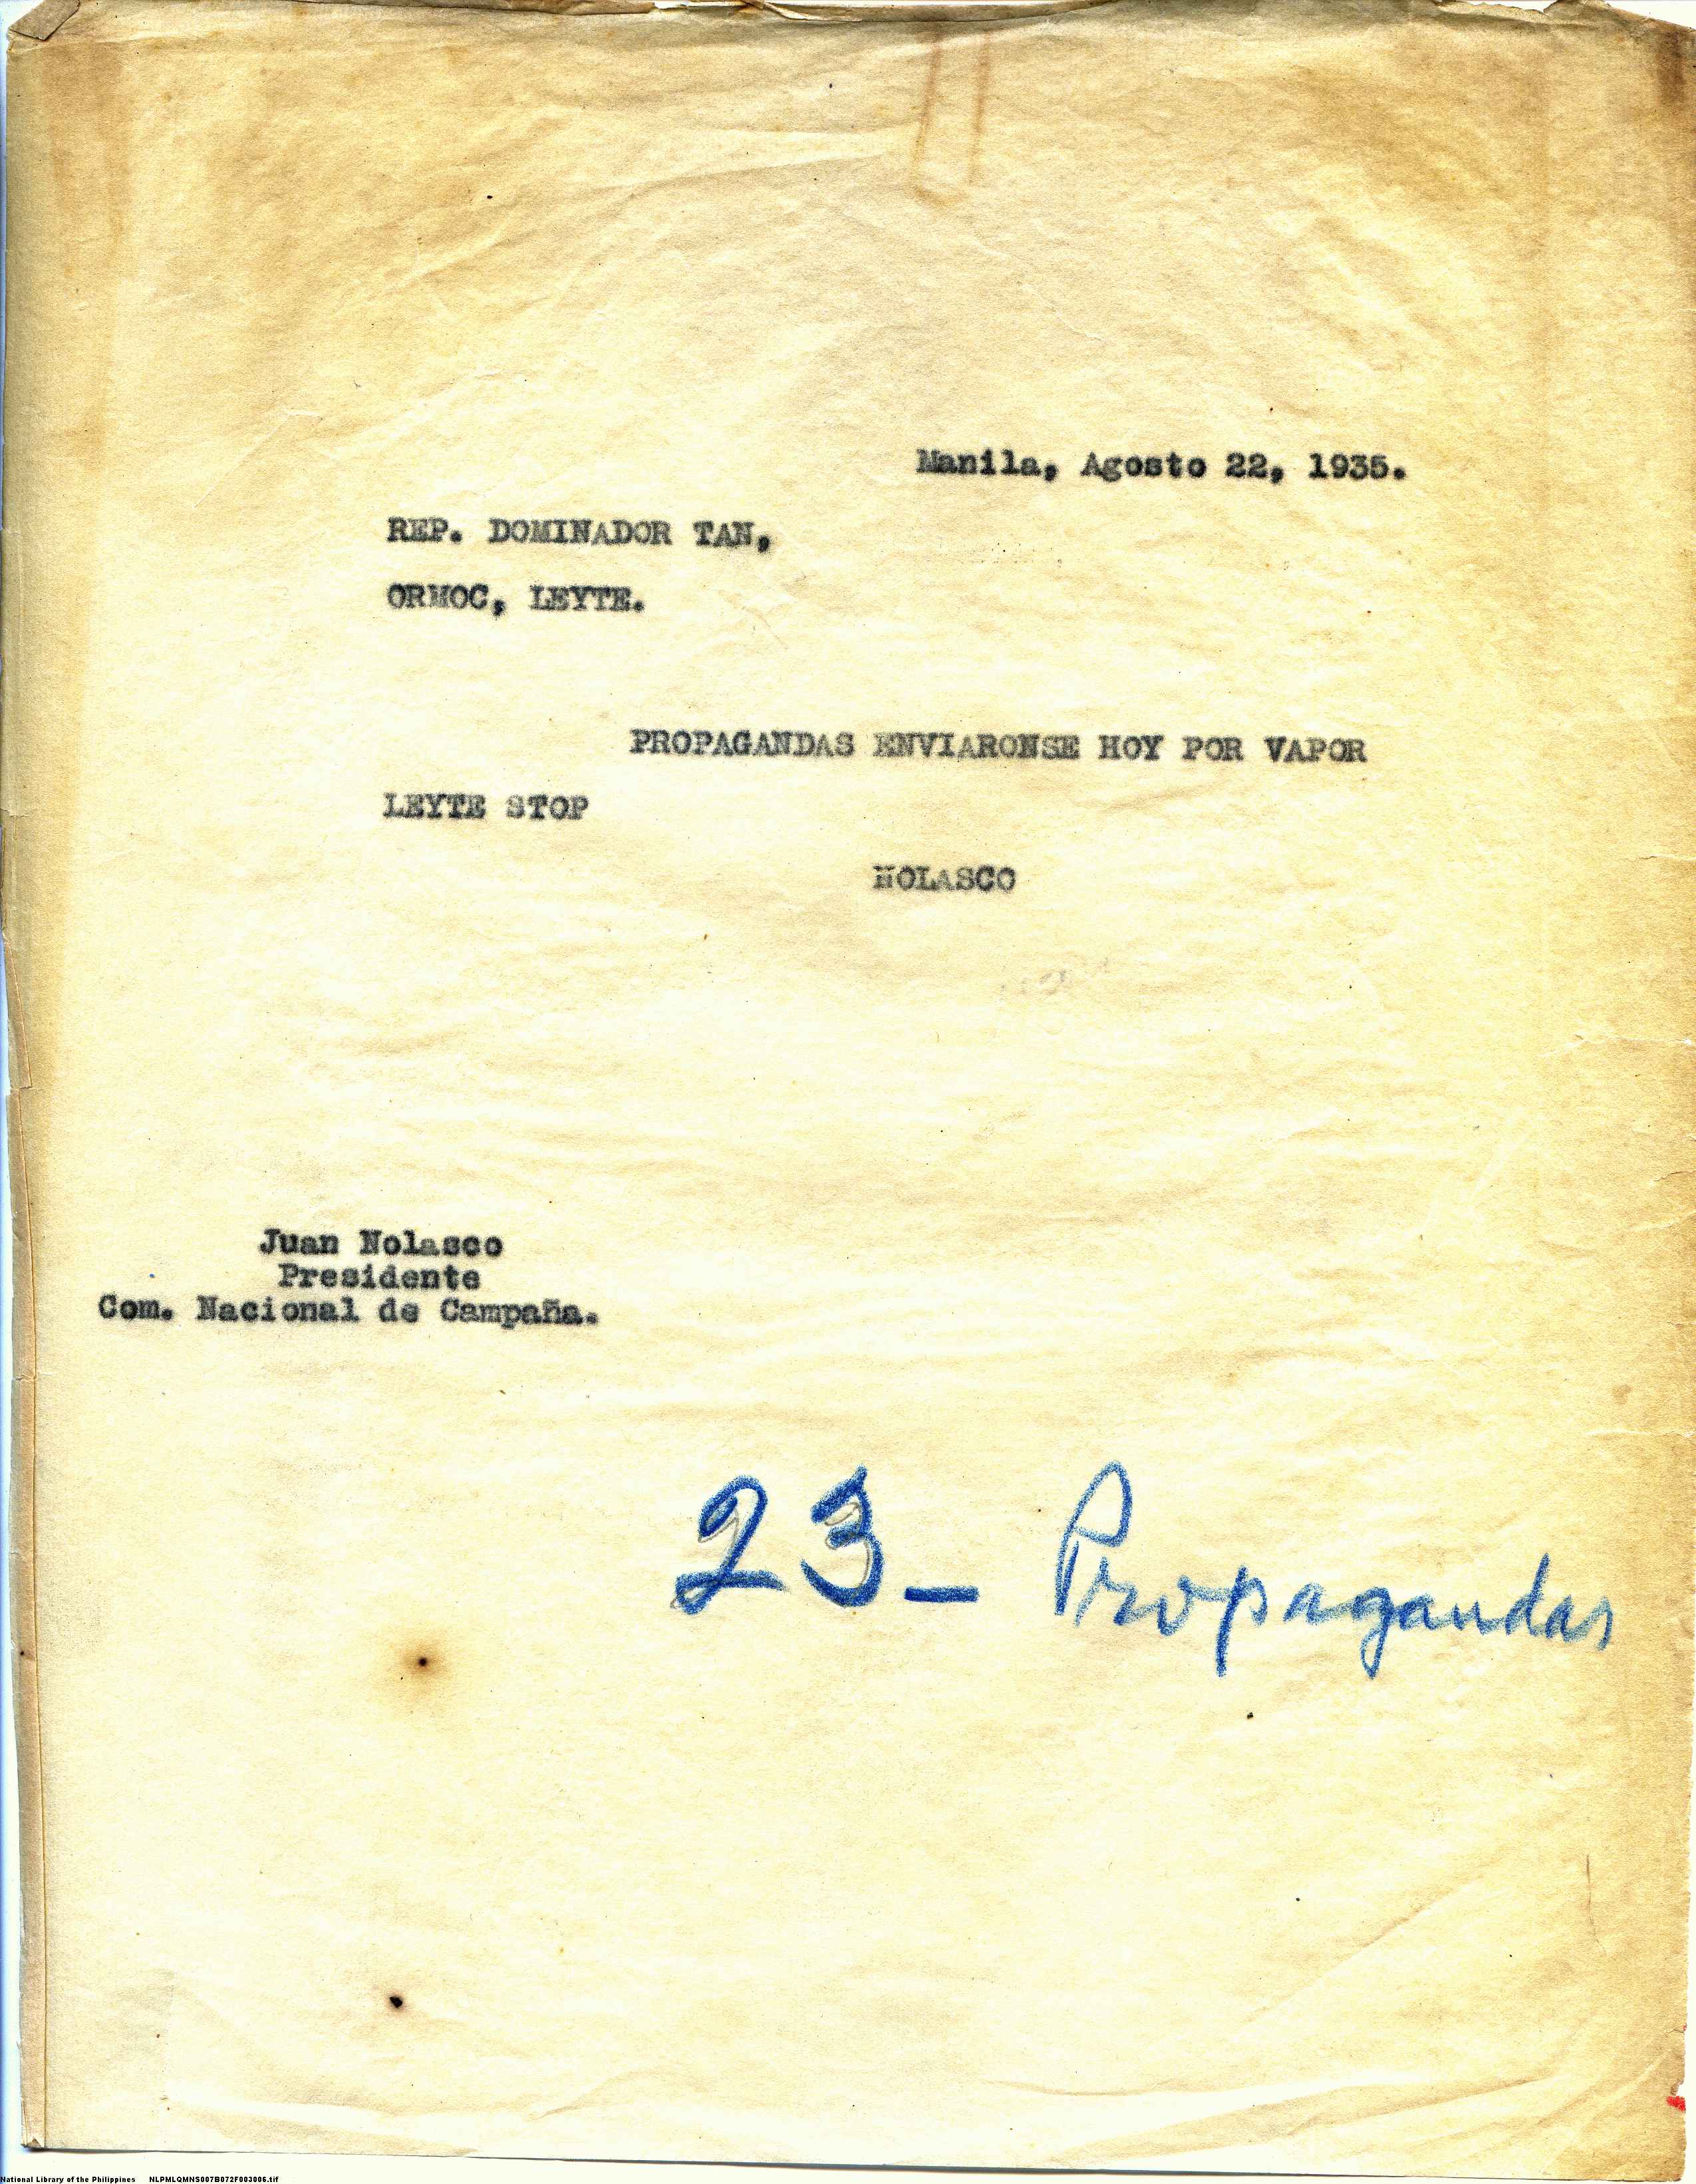 Manila, Agosto 22, 1935.
REP. DOMINADOR TAN,
ORMOC, LEYTE.
PROPAGANDAS ENVIARONSE HOY POR VAPOR
LEYTE STOP
NOLASCO
Juan Nolasco
Presidente
Com. Nacional de Campaña.
23- Propagandas
National Library of the Philippines NLPMLQMNS007B072F003006.tif